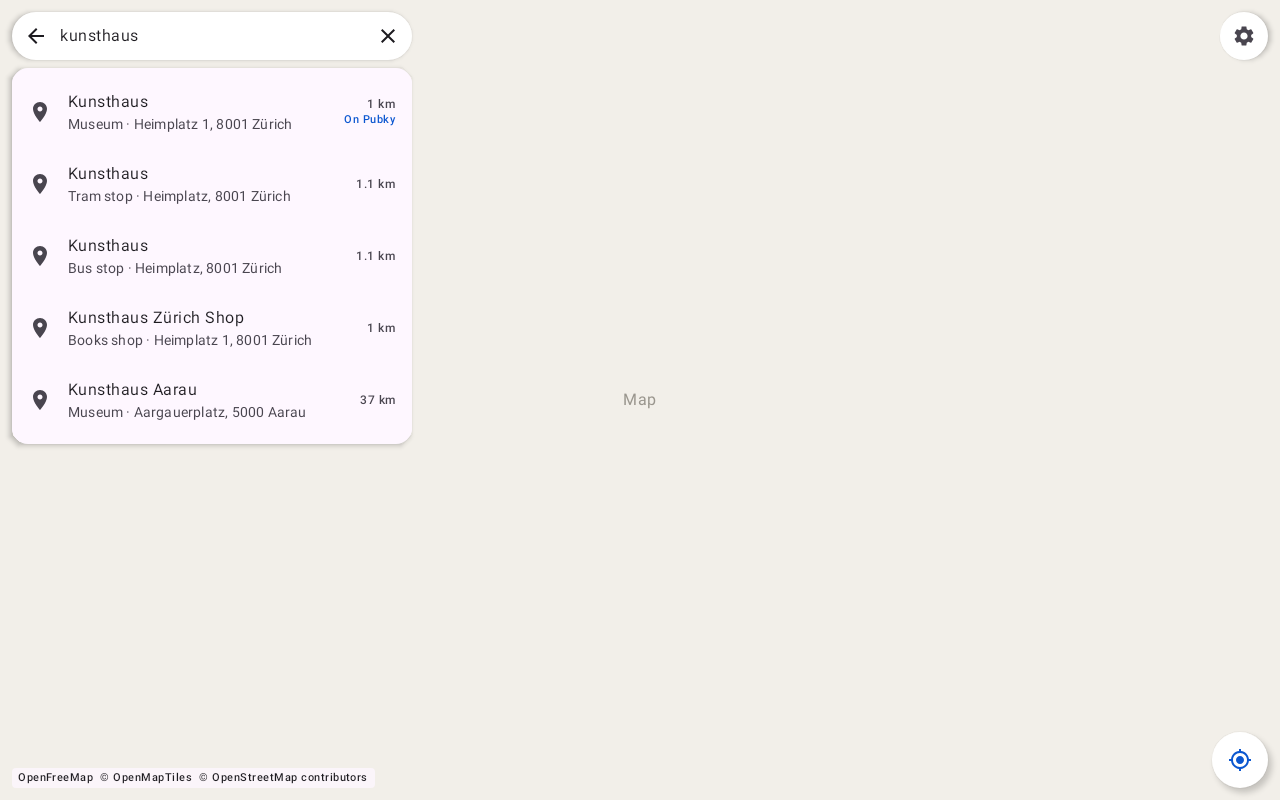 kunsthaus
Kunsthaus
Museum · Heimplatz 1, 8001 Zürich
1 km
On Pubky
Kunsthaus
Tram stop · Heimplatz, 8001 Zürich
1.1 km
Kunsthaus
Bus stop · Heimplatz, 8001 Zürich
1.1 km
Kunsthaus Zürich Shop
Books shop · Heimplatz 1, 8001 Zürich
1 km
Kunsthaus Aarau
Museum · Aargauerplatz, 5000 Aarau
37 km
Map
OpenFreeMap © OpenMapTiles © OpenStreetMap contributors